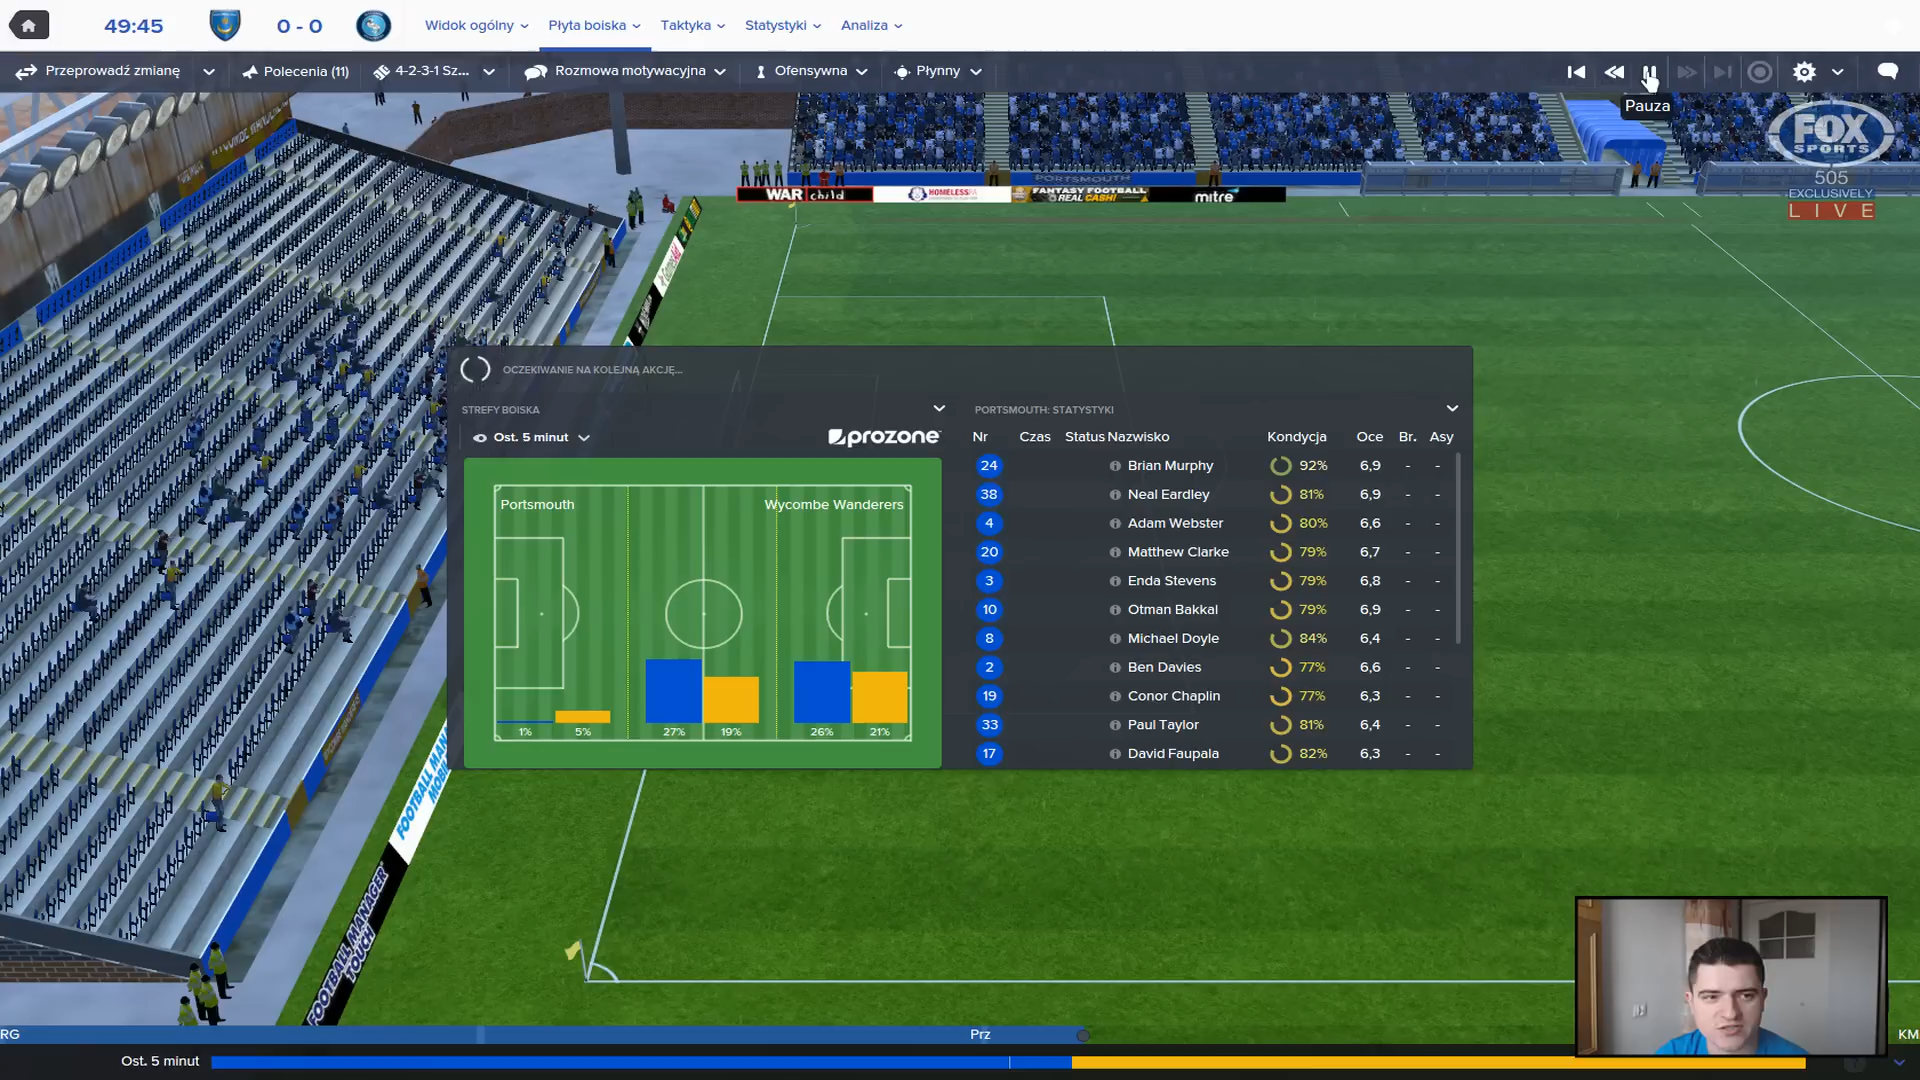 49:45 0 - 0 Widok ogólny Płyta boiska Taktyka Statystyki Analiza
Przeprowadź zmianę Polecenia (11) 4-2-3-1 Sz... Rozmowa motywacyjna Ofensywna Płynny
Pauza
FOX
SPORTS
505
EXCLUSIVELY
LIVE
PORTSMOUTH
WAR child HOMELESS FANTASY FOOTBALL REAL CASH! mitre
OCZEKIWANIE NA KOLEJNĄ AKCJĘ...
STREFY BOISKA
Ost. 5 minut
prozone
Portsmouth Wycombe Wanderers
1% 5% 27% 19% 26% 21%
PORTSMOUTH: STATYSTYKI
Nr Czas Status Nazwisko Kondycja Oce Br. Asy
24 Brian Murphy 92% 6,9 - -
38 Neal Eardley 81% 6,9 - -
4 Adam Webster 80% 6,6 - -
20 Matthew Clarke 79% 6,7 - -
3 Enda Stevens 79% 6,8 - -
10 Otman Bakkal 79% 6,9 - -
8 Michael Doyle 84% 6,4 - -
2 Ben Davies 77% 6,6 - -
19 Conor Chaplin 77% 6,3 - -
33 Paul Taylor 81% 6,4 - -
17 David Faupala 82% 6,3 - -
FOOTBALL MANAGER
TOUCH
RG Prz KM
Ost. 5 minut